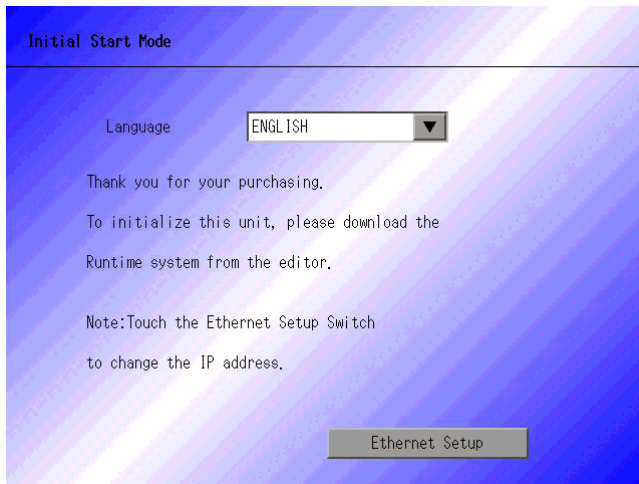 Initial Start Mode
Language ENGLISH
Thank you for your purchasing.
To initialize this unit, please download the
Runtime system from the editor.
Note:Touch the Ethernet Setup Switch
to change the IP address.
Ethernet Setup